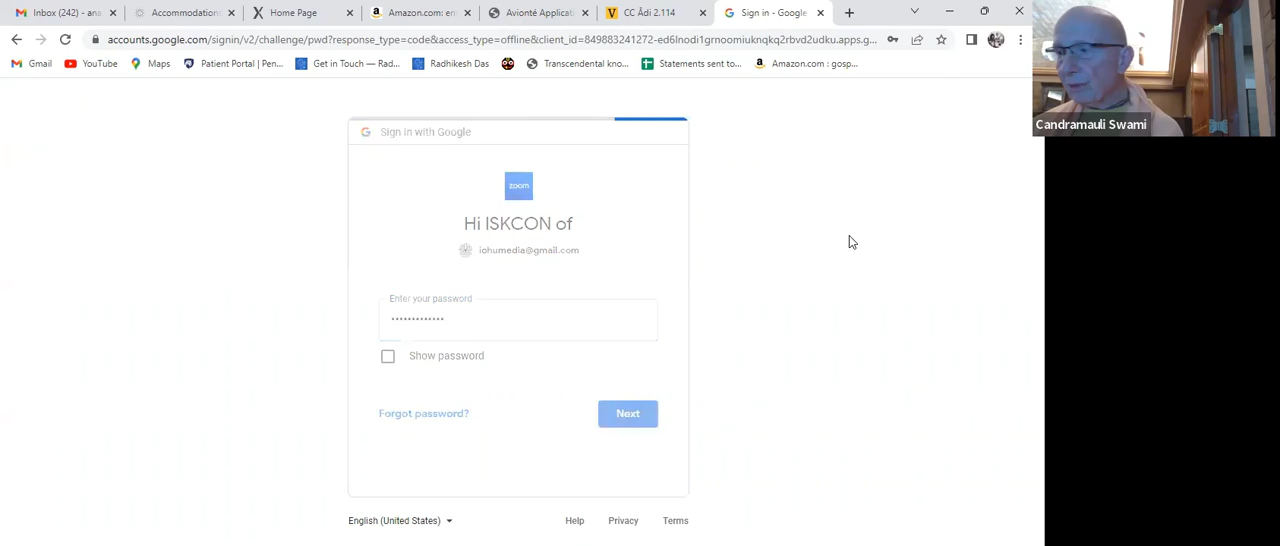 Inbox (242) - ana
Accommodation
Home Page
Amazon.com: em
Avionté Applicat
CC Ādi 2.114
Sign in - Google
accounts.google.com/signin/v2/challenge/pwd?response_type=code&access_type=offline&client_id=849883241272-ed6lnodi1grnoomiuknqkq2rbvd2udku.apps.g...
Gmail
YouTube
Maps
Patient Portal | Pen...
Get in Touch — Rad...
Radhikesh Das
Transcendental kno...
Statements sent to...
Amazon.com : gosp...
Candramauli Swami
Sign in with Google
zoom
Hi ISKCON of
iohumedia@gmail.com
Enter your password
Show password
Forgot password?
Next
English (United States)
Help
Privacy
Terms